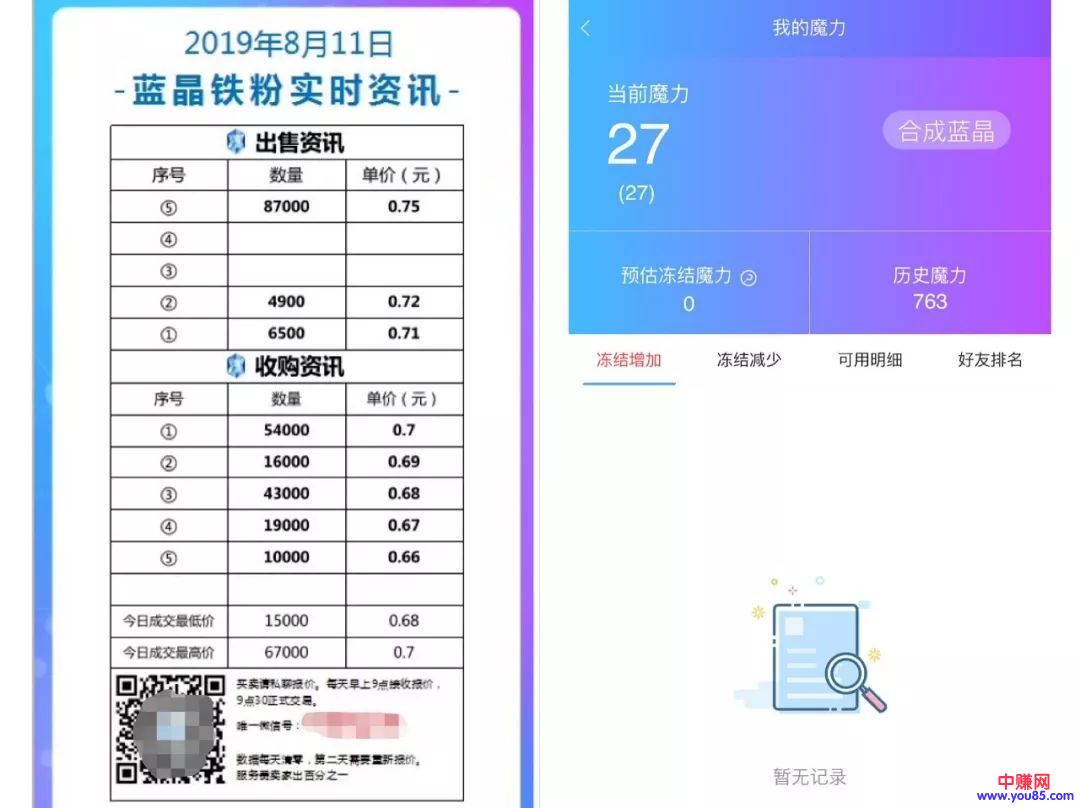 2019年8月11日
-蓝晶铁粉实时资讯-
出售资讯
序号 数量 单价（元）
⑤ 87000 0.75
④
③
② 4900 0.72
① 6500 0.71
收购资讯
序号 数量 单价（元）
① 54000 0.7
② 16000 0.69
③ 43000 0.68
④ 19000 0.67
⑤ 10000 0.66
今日成交最低价 15000 0.68
今日成交最高价 67000 0.7
买卖请私聊报价。每天早上9点接收报价，
9点30正式交易。
唯一微信号：
数据每天清零，第二天需要重新报价。
服务费卖家出百分之一
我的魔力
当前魔力
27
(27)
合成蓝晶
预估冻结魔力
0
历史魔力
763
冻结增加 冻结减少 可用明细 好友排名
暂无记录
中赚网
www.you85.com